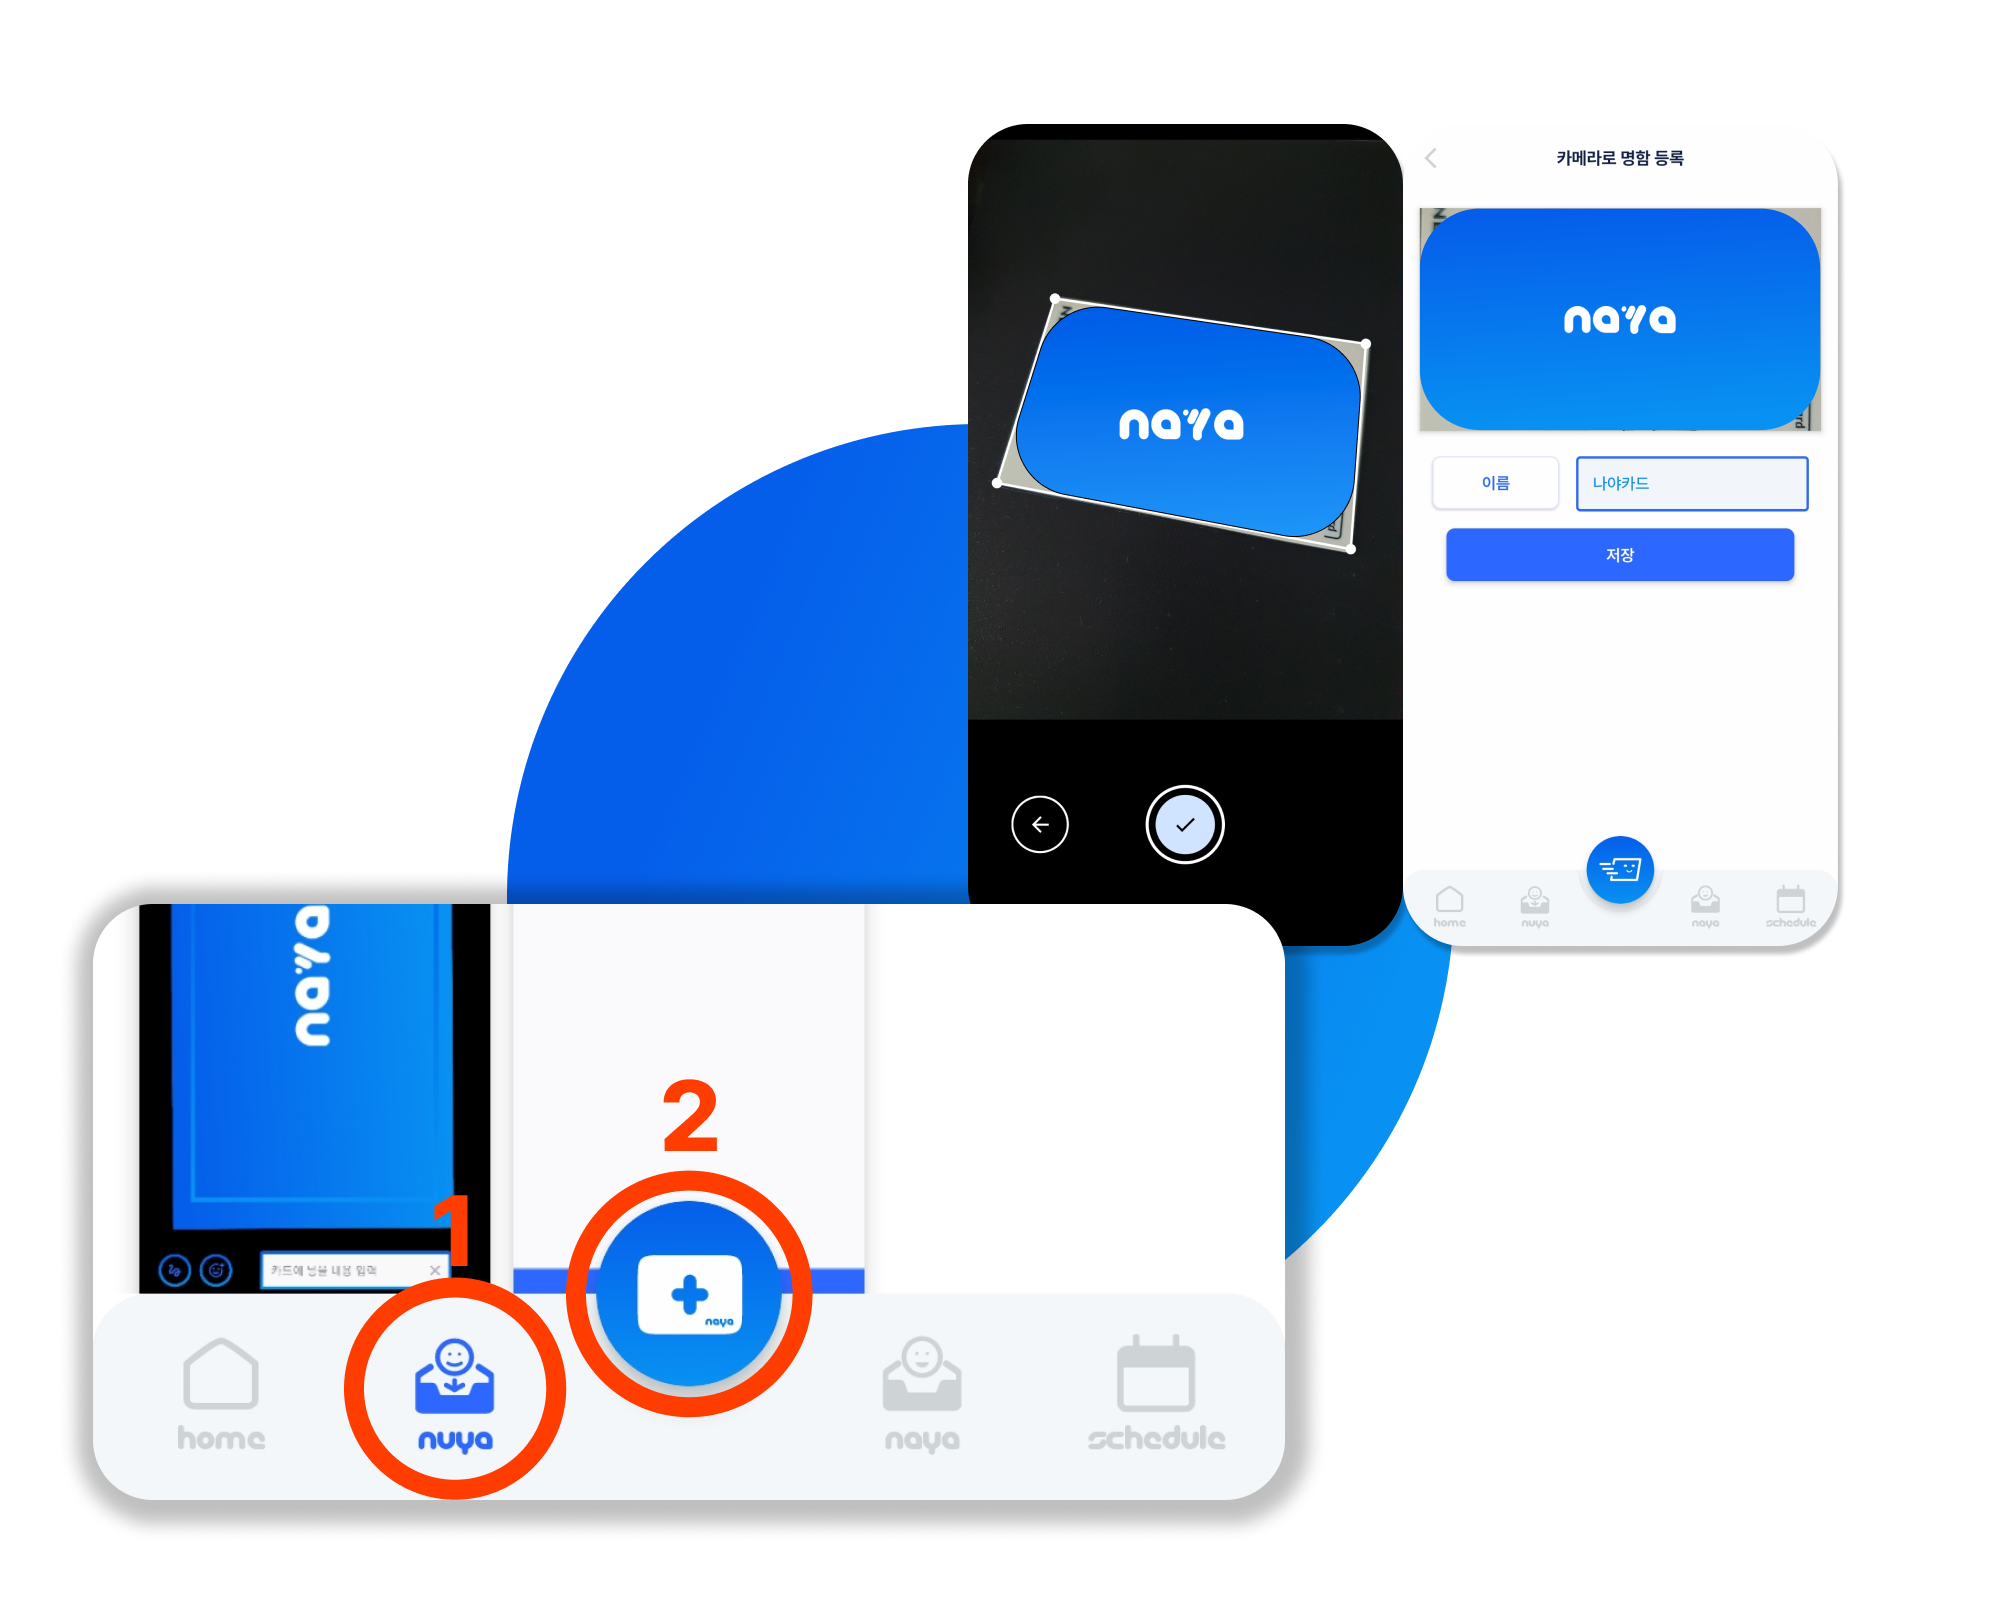 카메라로 명함 등록
naya
naya
이름
나야카드
저장
home
nuya
naya
schedule
naya
2
1
카드에 넣을 내용 입력
naya
home
nuya
naya
schedule